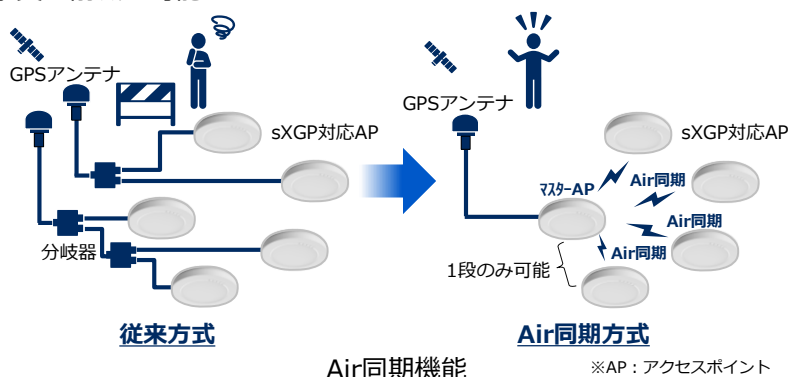 GPSアンテナ
sXGP対応AP
分岐器
従来方式
GPSアンテナ
sXGP対応AP
マスターAP
Air同期
Air同期
Air同期
1段のみ可能
Air同期方式
Air同期機能
※AP：アクセスポイント